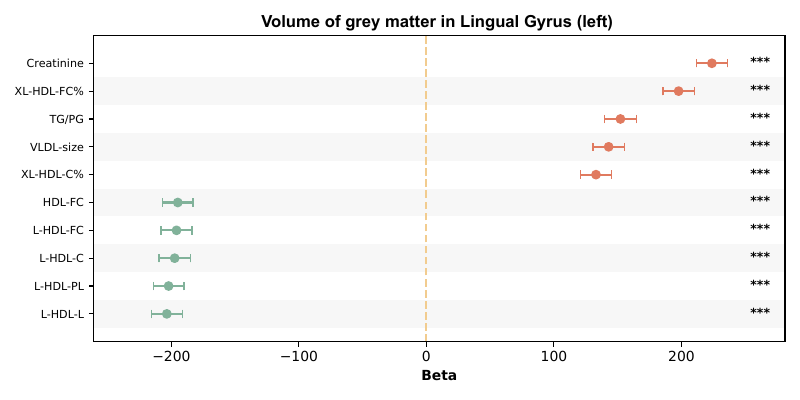 Volume of grey matter in Lingual Gyrus (left)
Creatinine ***
XL-HDL-FC% ***
TG/PG ***
VLDL-size ***
XL-HDL-C% ***
HDL-FC ***
L-HDL-FC ***
L-HDL-C ***
L-HDL-PL ***
L-HDL-L ***
−200 −100 0 100 200
Beta